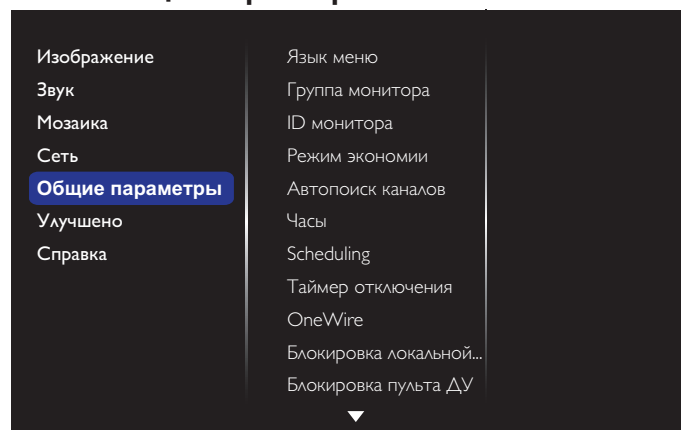 Изображение
Звук
Мозаика
Сеть
Общие параметры
Улучшено
Справка
Язык меню
Группа монитора
ID монитора
Режим экономии
Автопоиск каналов
Часы
Scheduling
Таймер отключения
OneWire
Блокировка локальной...
Блокировка пульта ДУ